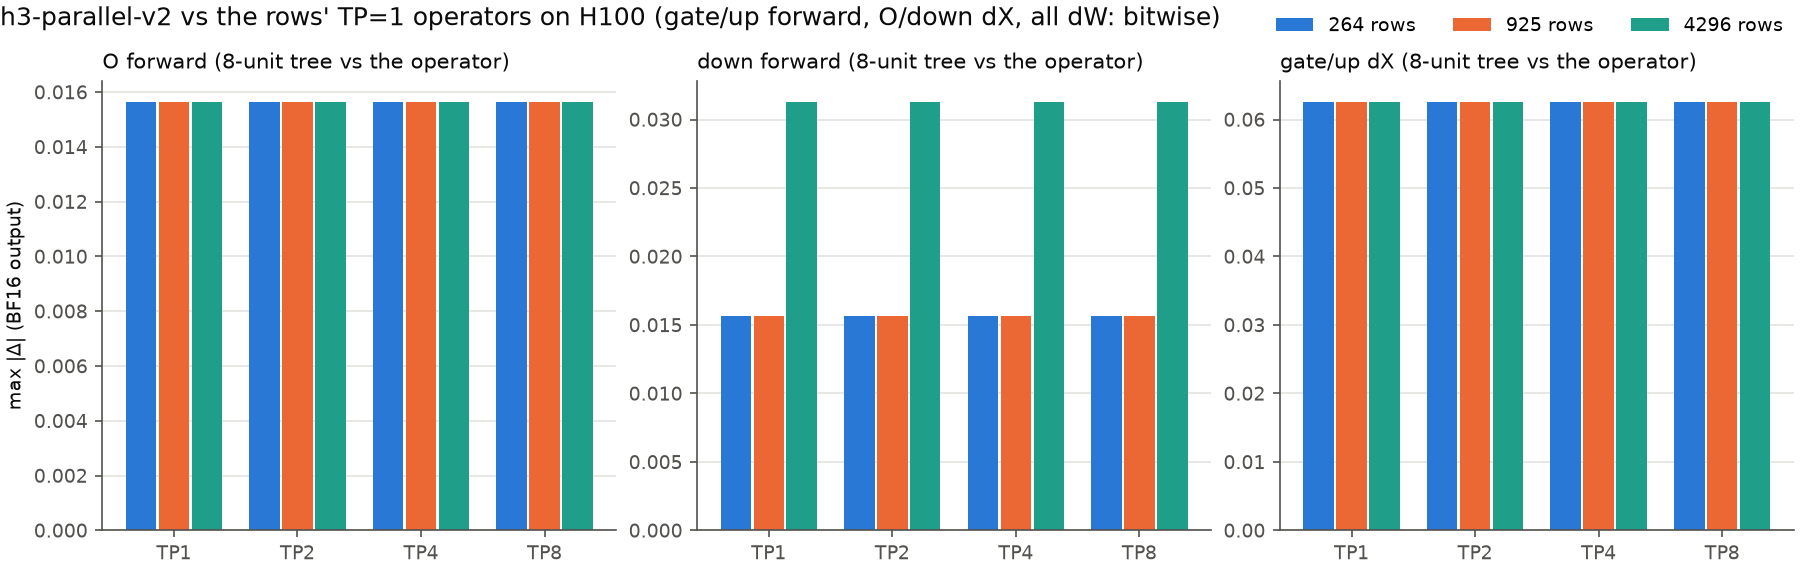 h3-parallel-v2 vs the rows' TP=1 operators on H100 (gate/up forward, O/down dX, all dW: bitwise)
264 rows 925 rows 4296 rows
O forward (8-unit tree vs the operator)
max |Δ| (BF16 output)
0.016
0.014
0.012
0.010
0.008
0.006
0.004
0.002
0.000
TP1 TP2 TP4 TP8
down forward (8-unit tree vs the operator)
0.030
0.025
0.020
0.015
0.010
0.005
0.000
TP1 TP2 TP4 TP8
gate/up dX (8-unit tree vs the operator)
0.06
0.05
0.04
0.03
0.02
0.01
0.00
TP1 TP2 TP4 TP8